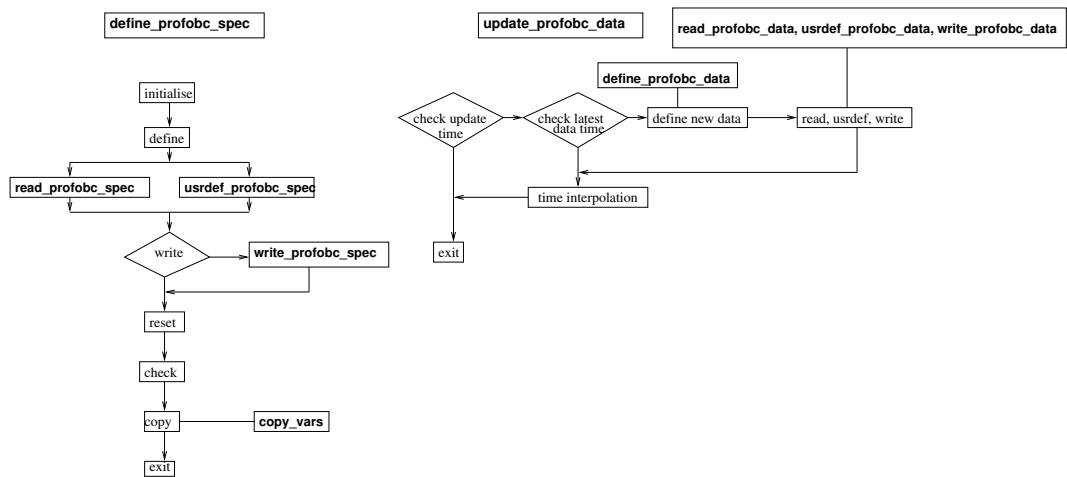 define_profobc_spec
initialise
define
read_profobc_spec
usrdef_profobc_spec
write
write_profobc_spec
reset
check
copy
copy_vars
exit
update_profobc_data
read_profobc_data, usrdef_profobc_data, write_profobc_data
define_profobc_data
check update
time
check latest
data time
define new data
read, usrdef, write
time interpolation
exit